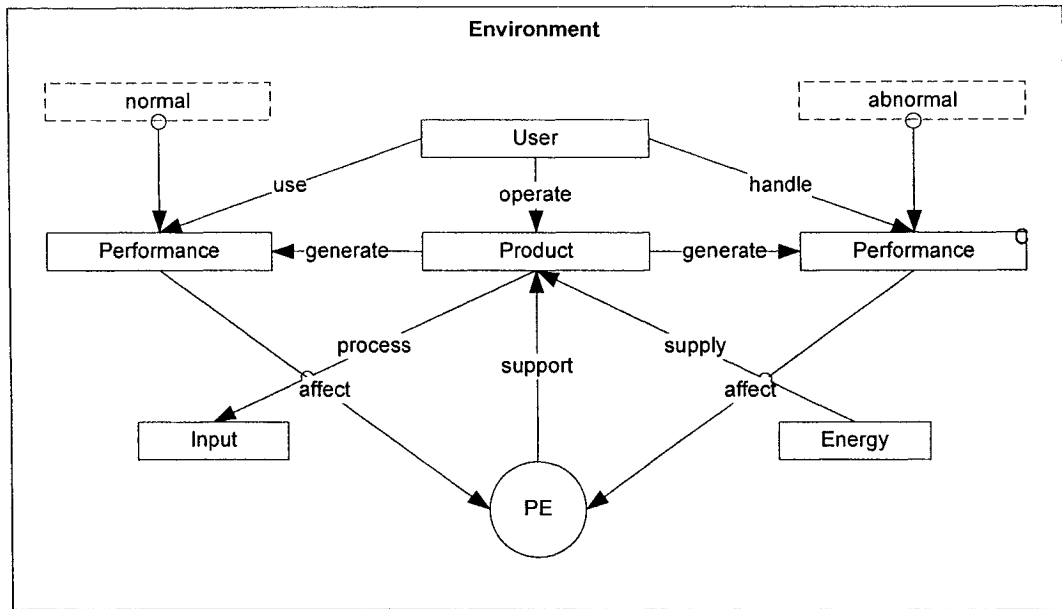 Environment
normal
abnormal
User
use
operate
handle
Performance
generate
Product
generate
Performance
process
support
supply
affect
affect
Input
Energy
PE